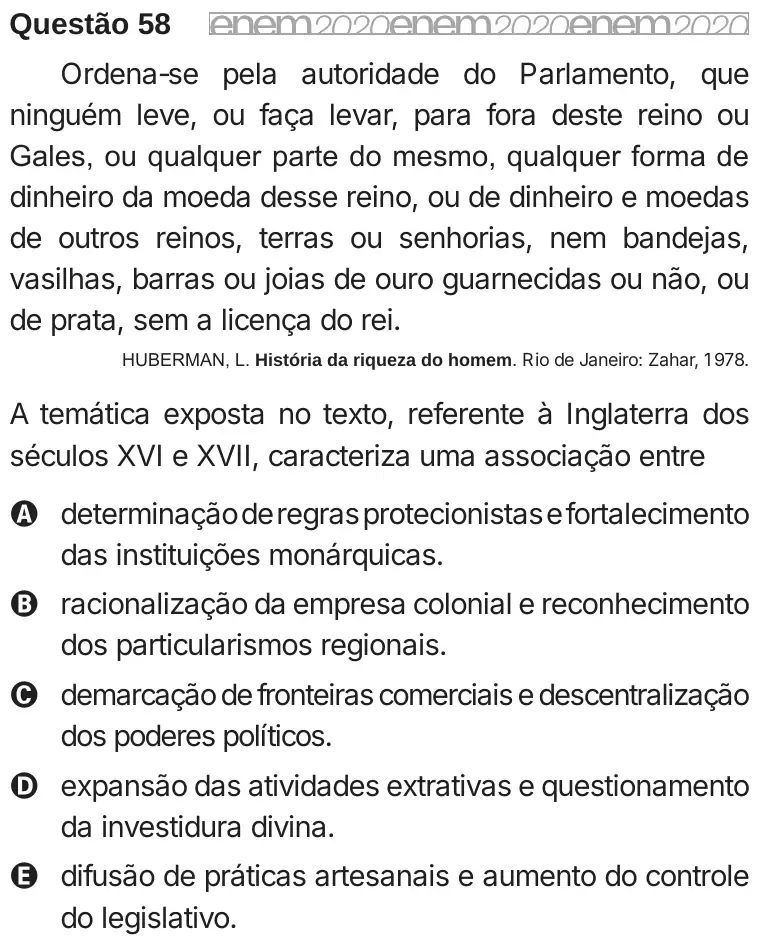 Questão 58 enem2020enem2020enem2020
Ordena-se pela autoridade do Parlamento, que
ninguém leve, ou faça levar, para fora deste reino ou
Gales, ou qualquer parte do mesmo, qualquer forma de
dinheiro da moeda desse reino, ou de dinheiro e moedas
de outros reinos, terras ou senhorias, nem bandejas,
vasilhas, barras ou joias de ouro guarnecidas ou não, ou
de prata, sem a licença do rei.
HUBERMAN, L. História da riqueza do homem. Rio de Janeiro: Zahar, 1978.
A temática exposta no texto, referente à Inglaterra dos
séculos XVI e XVII, caracteriza uma associação entre
A determinação de regras protecionistas e fortalecimento
das instituições monárquicas.
B racionalização da empresa colonial e reconhecimento
dos particularismos regionais.
C demarcação de fronteiras comerciais e descentralização
dos poderes políticos.
D expansão das atividades extrativas e questionamento
da investidura divina.
E difusão de práticas artesanais e aumento do controle
do legislativo.